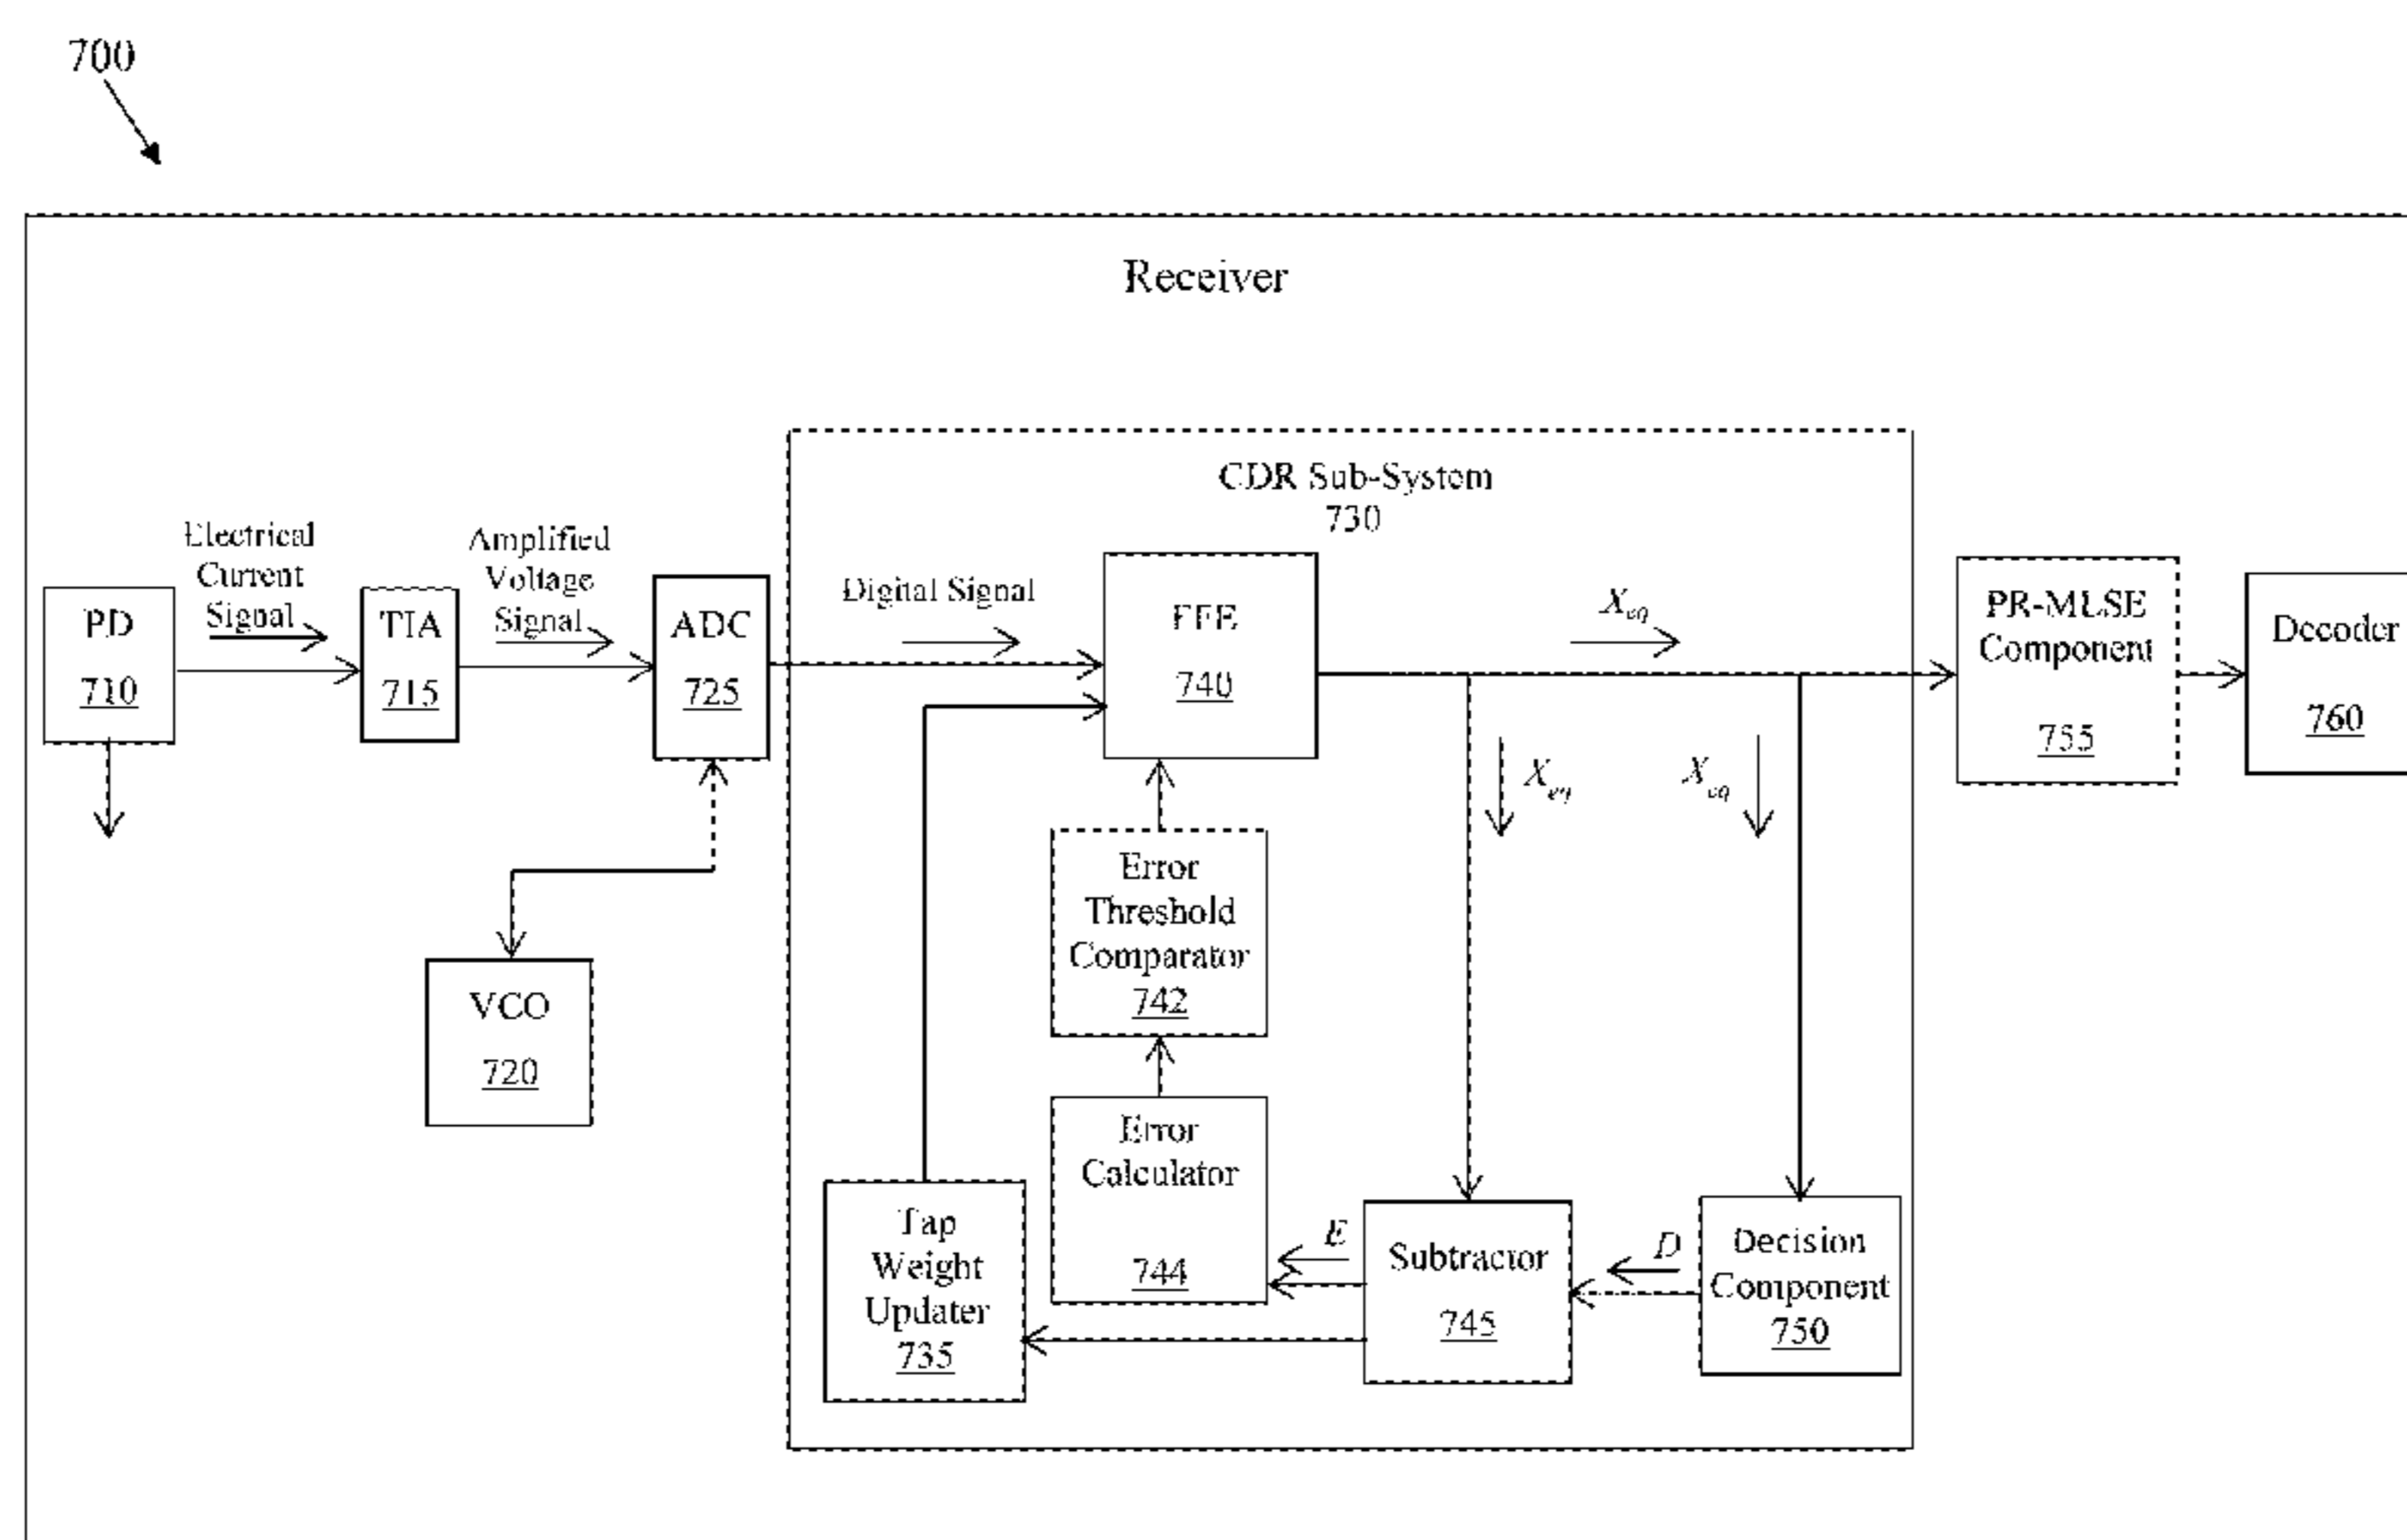 700
Receiver
CDR Sub-System
730
Electrical
Current
Signal
Amplified
Voltage
Signal
Digital Signal
PD
710
TIA
715
ADC
725
FFE
740
Xeq
PR-MLSE
Component
755
Decoder
760
Xeq
Xeq
VCO
720
Error
Threshold
Comparator
742
Error
Calculator
744
Tap
Weight
Updater
735
E
Subtractor
745
D
Decision
Component
750